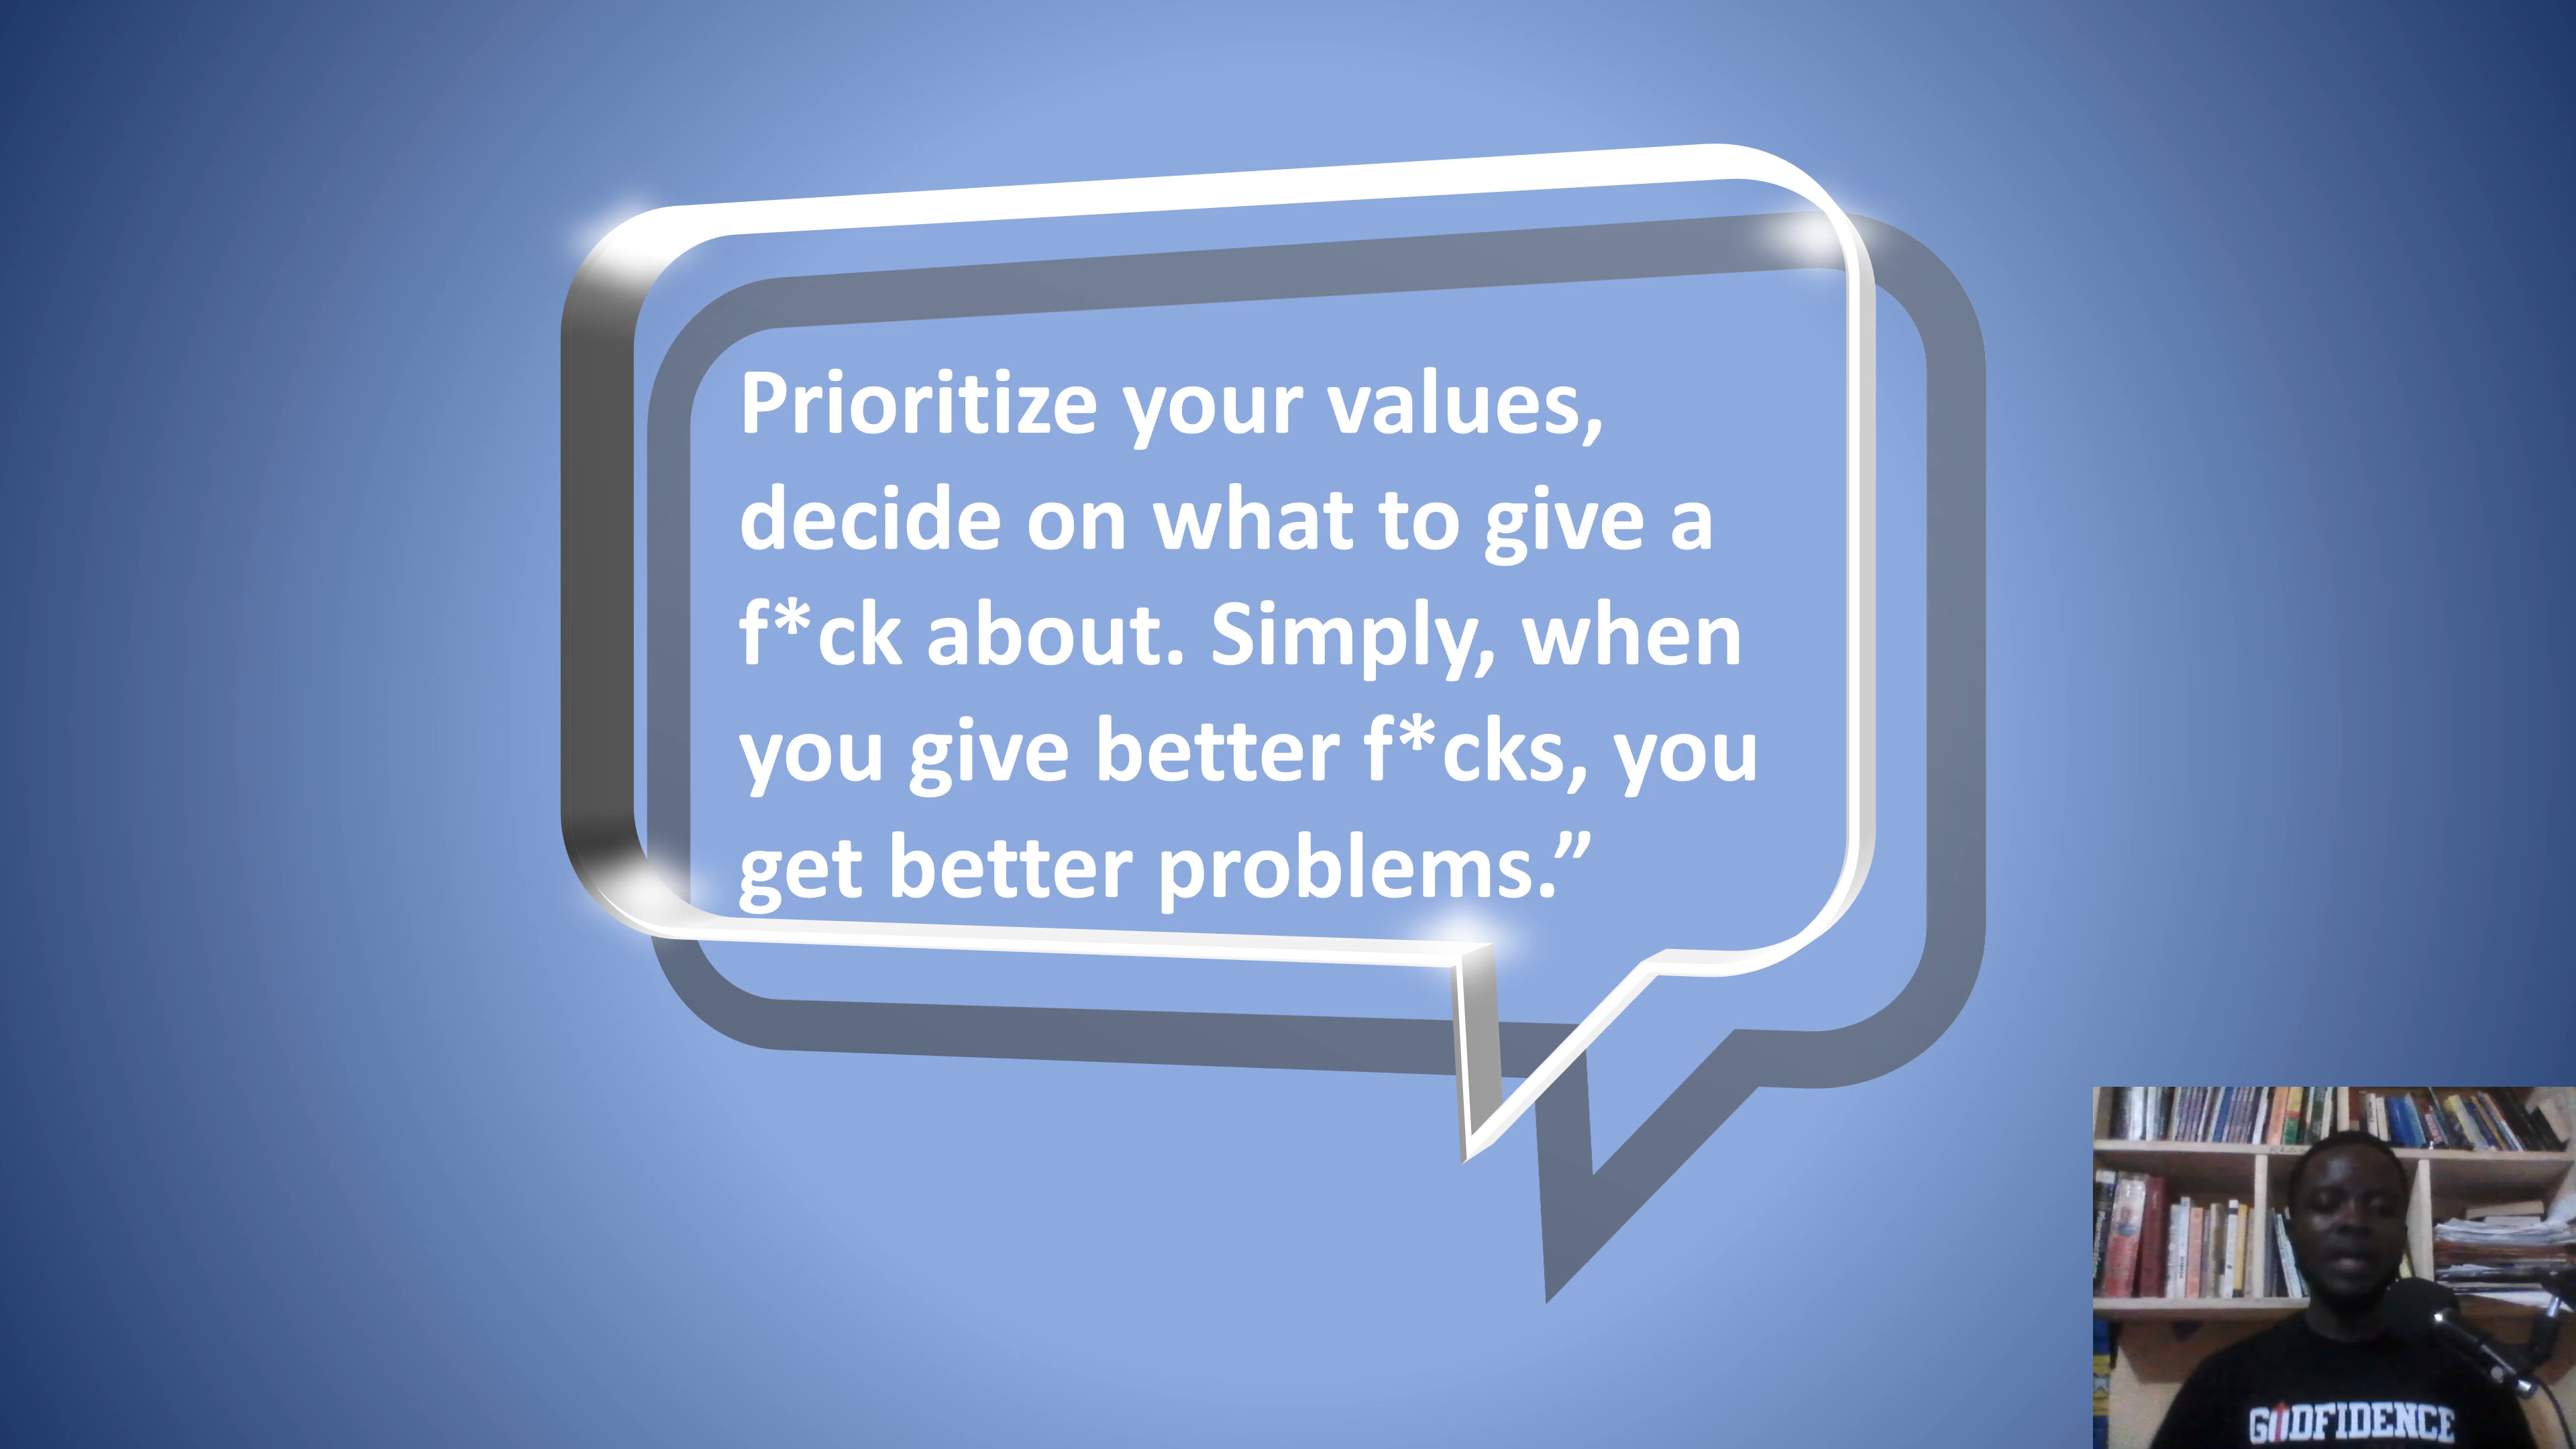 Prioritize your values,
decide on what to give a
f*ck about. Simply, when
you give better f*cks, you
get better problems.”
GODFIDENCE